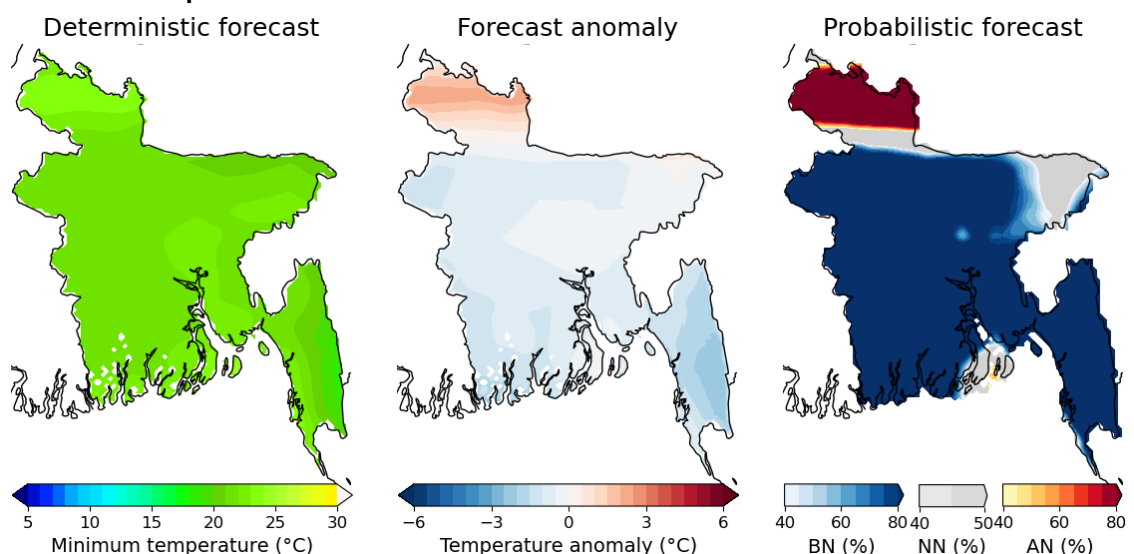 Deterministic forecast
Forecast anomaly
Probabilistic forecast
5 10 15 20 25 30
Minimum temperature (°C)
−6 −3 0 3 6
Temperature anomaly (°C)
40 60 80
BN (%)
40 50
NN (%)
40 60 80
AN (%)